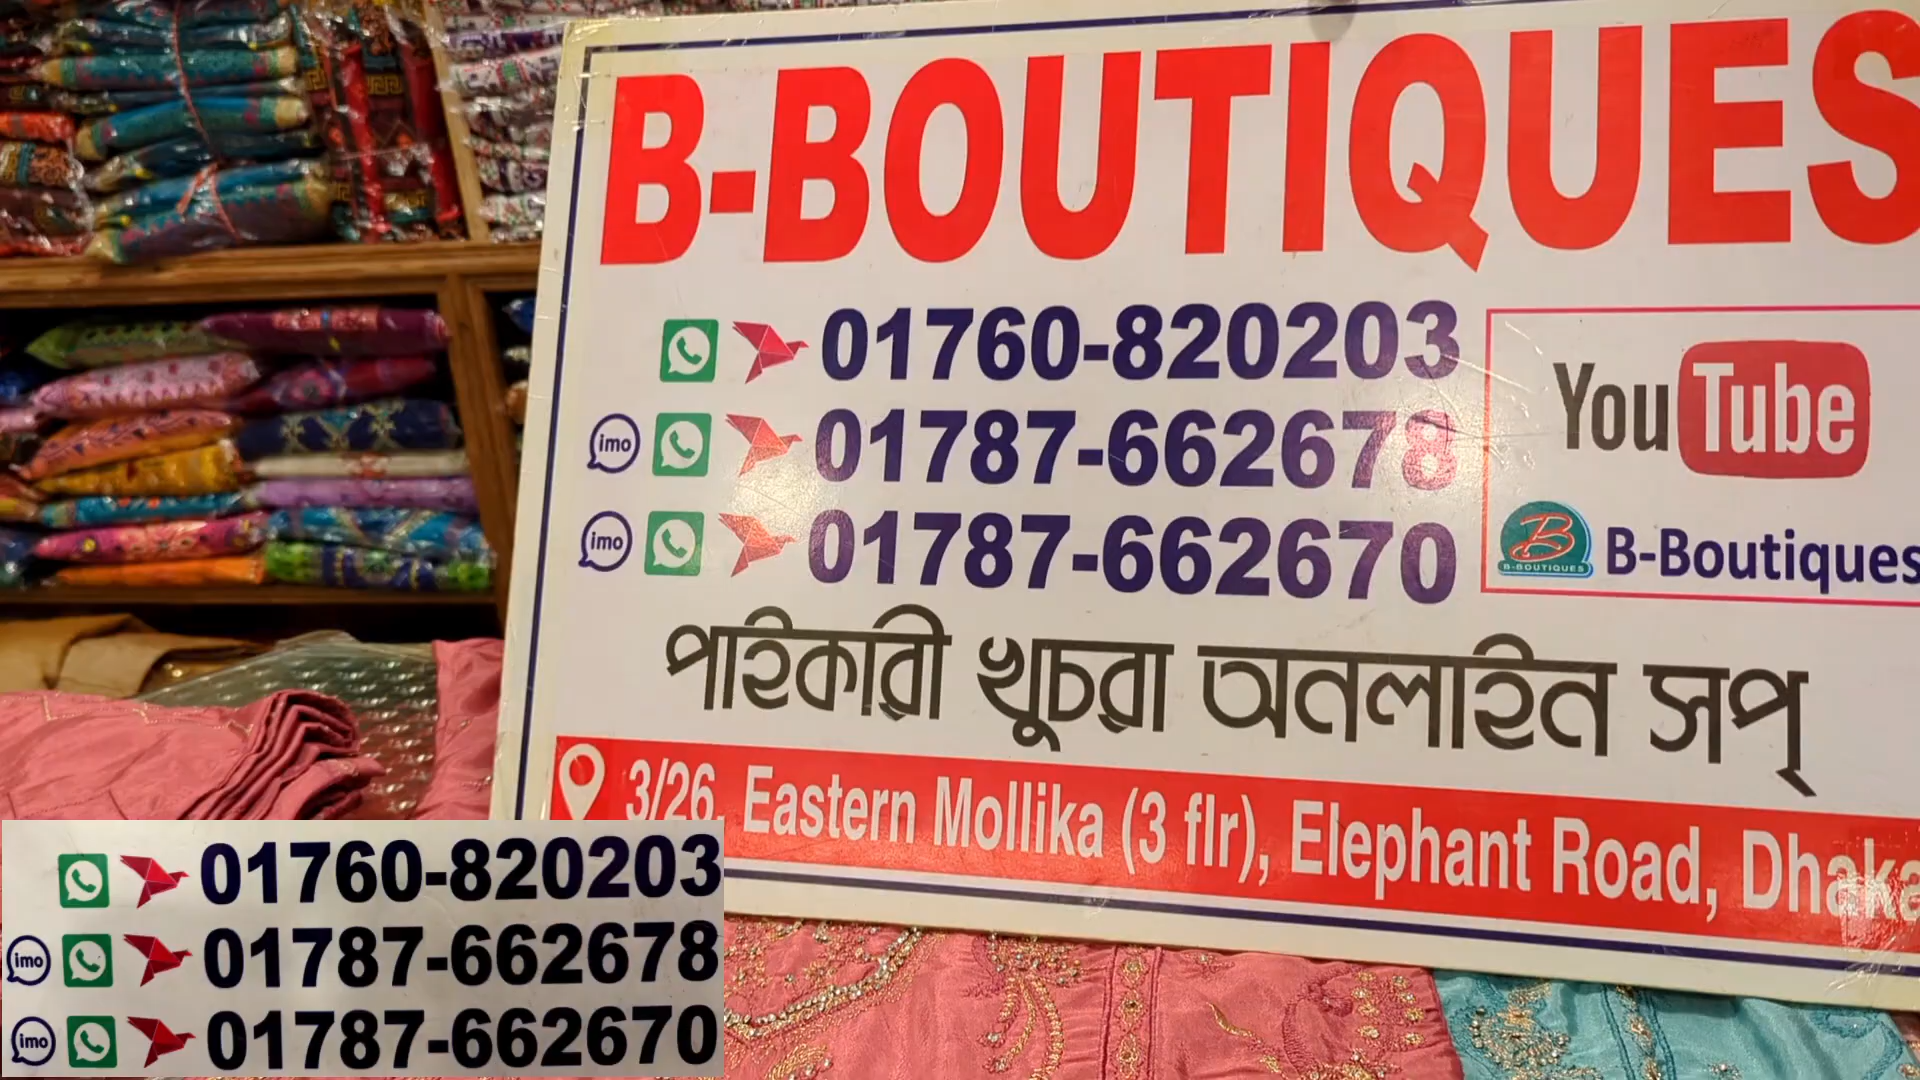 B-BOUTIQUES
01760-820203
imo 01787-662678
imo 01787-662670
YouTube
B-BOUTIQUES
B-Boutiques
পাইকারী খুচরা অনলাইন সপ্
3/26, Eastern Mollika (3 flr), Elephant Road, Dhaka
01760-820203
imo 01787-662678
imo 01787-662670